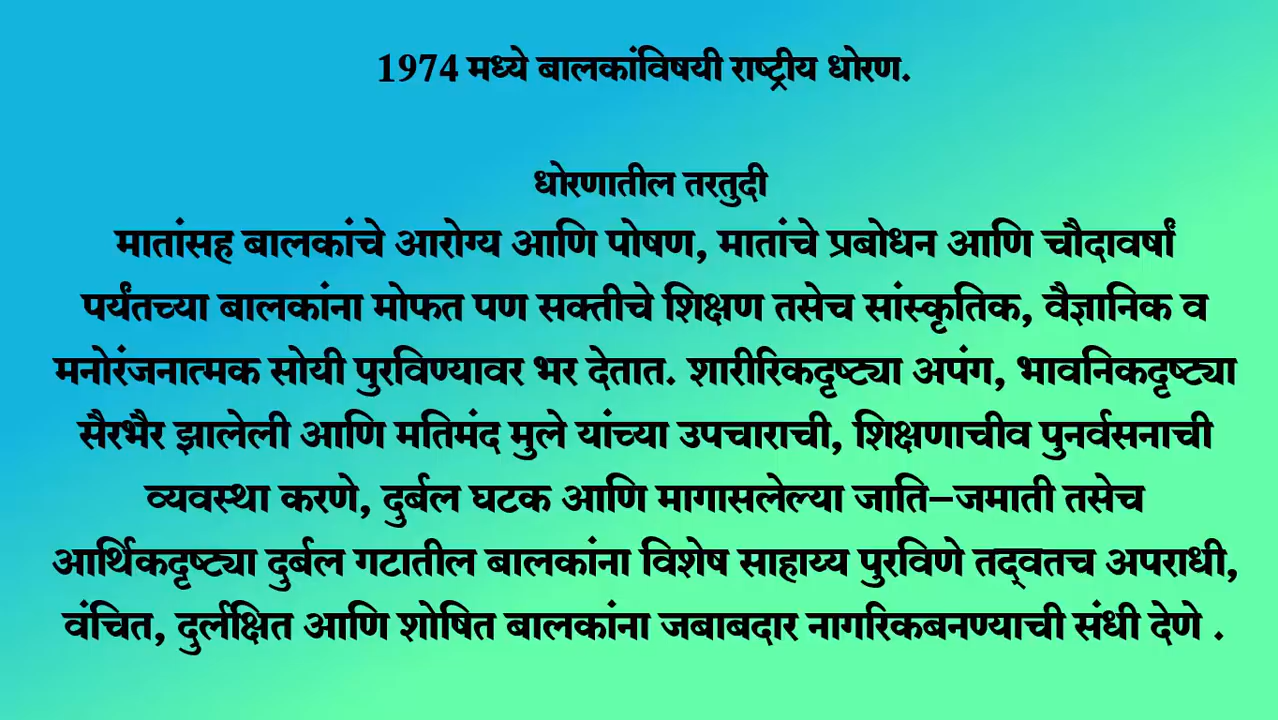 1974 मध्ये बालकांविषयी राष्ट्रीय धोरण.
धोरणातील तरतुदी
मातांसह बालकांचे आरोग्य आणि पोषण, मातांचे प्रबोधन आणि चौदावर्षां
पर्यंतच्या बालकांना मोफत पण सक्तीचे शिक्षण तसेच सांस्कृतिक, वैज्ञानिक व
मनोरंजनात्मक सोयी पुरविण्यावर भर देतात. शारीरिकदृष्ट्या अपंग, भावनिकदृष्ट्या
सैरभैर झालेली आणि मतिमंद मुले यांच्या उपचाराची, शिक्षणाचीव पुनर्वसनाची
व्यवस्था करणे, दुर्बल घटक आणि मागासलेल्या जाति–जमाती तसेच
आर्थिकदृष्ट्या दुर्बल गटातील बालकांना विशेष साहाय्य पुरविणे तद्‌वतच अपराधी,
वंचित, दुर्लक्षित आणि शोषित बालकांना जबाबदार नागरिकबनण्याची संधी देणे .